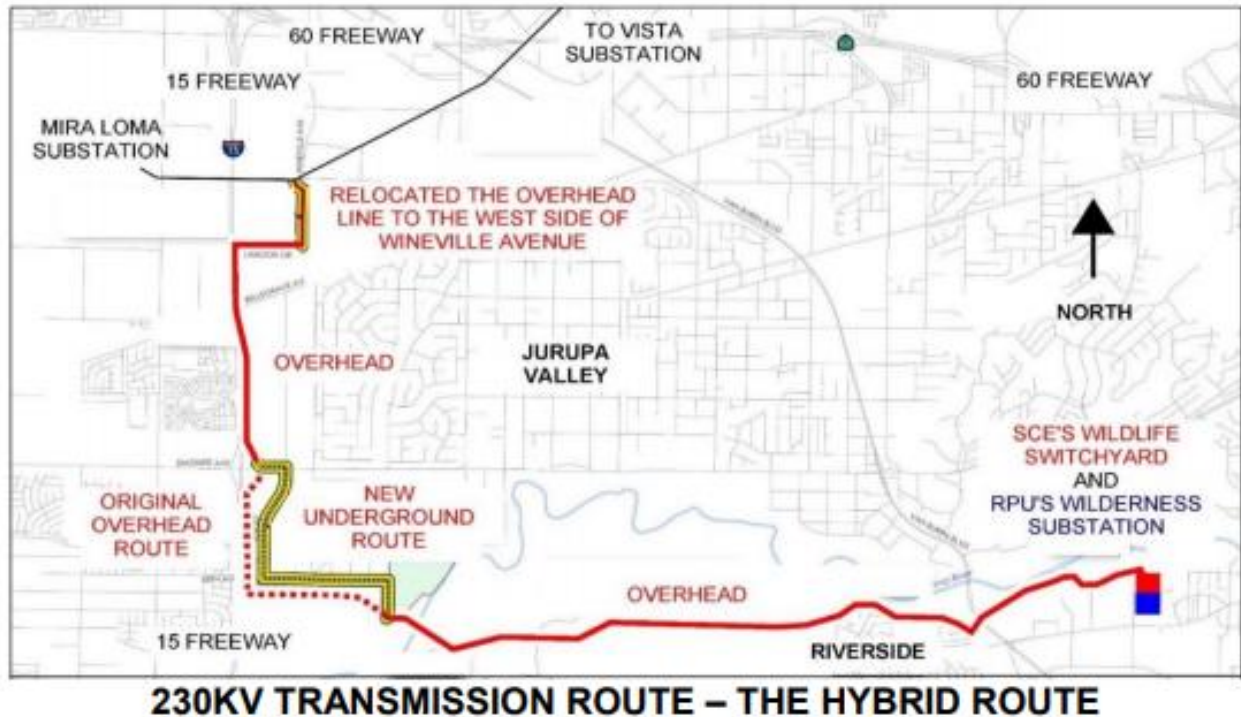 60 FREEWAY
TO VISTA
SUBSTATION
15 FREEWAY
60 FREEWAY
MIRA LOMA
SUBSTATION
15
RELOCATED THE OVERHEAD
LINE TO THE WEST SIDE OF
WINEVILLE AVENUE
NORTH
OVERHEAD
JURUPA
VALLEY
SCE'S WILDLIFE
SWITCHYARD
AND
RPU'S WILDERNESS
SUBSTATION
ORIGINAL
OVERHEAD
ROUTE
NEW
UNDERGROUND
ROUTE
OVERHEAD
15 FREEWAY
RIVERSIDE
230KV TRANSMISSION ROUTE – THE HYBRID ROUTE